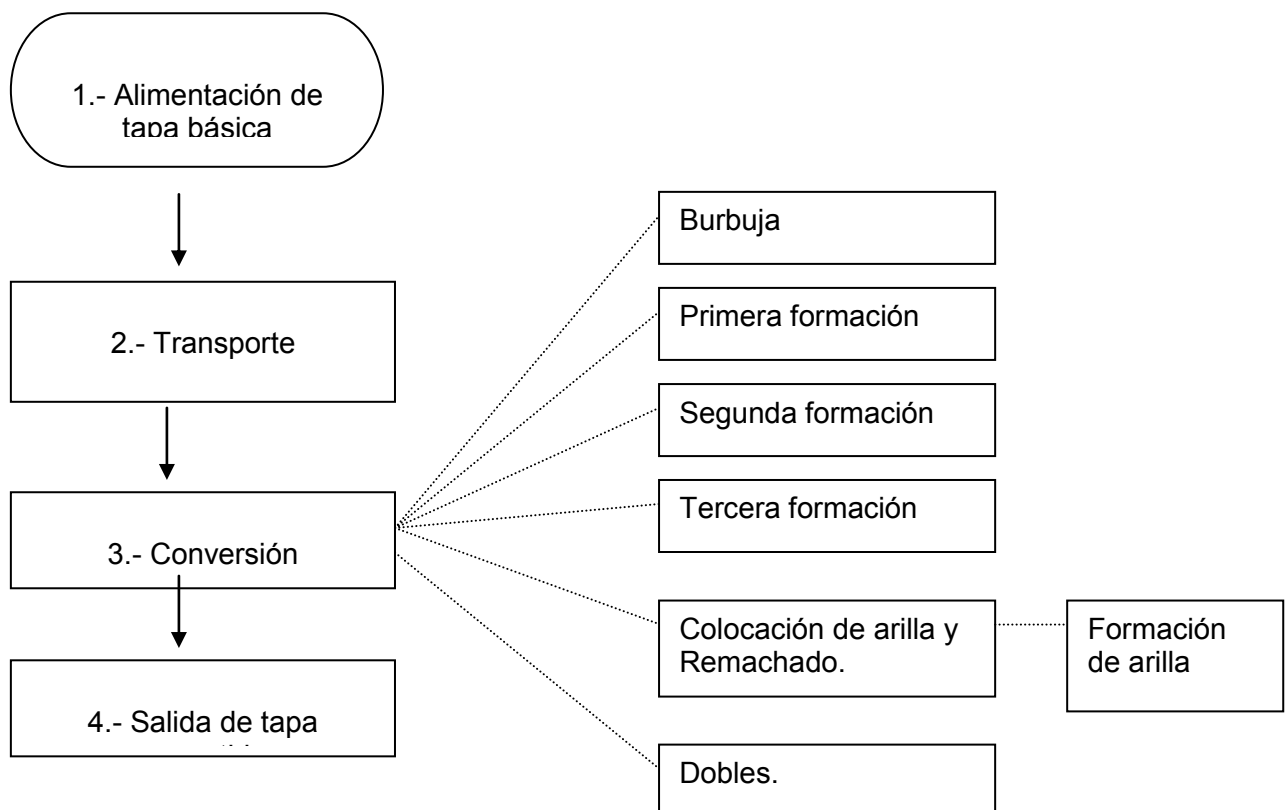 1.- Alimentación de
tapa básica
2.- Transporte
3.- Conversión
4.- Salida de tapa
Burbuja
Primera formación
Segunda formación
Tercera formación
Colocación de arilla y
Remachado.
Formación
de arilla
Dobles.